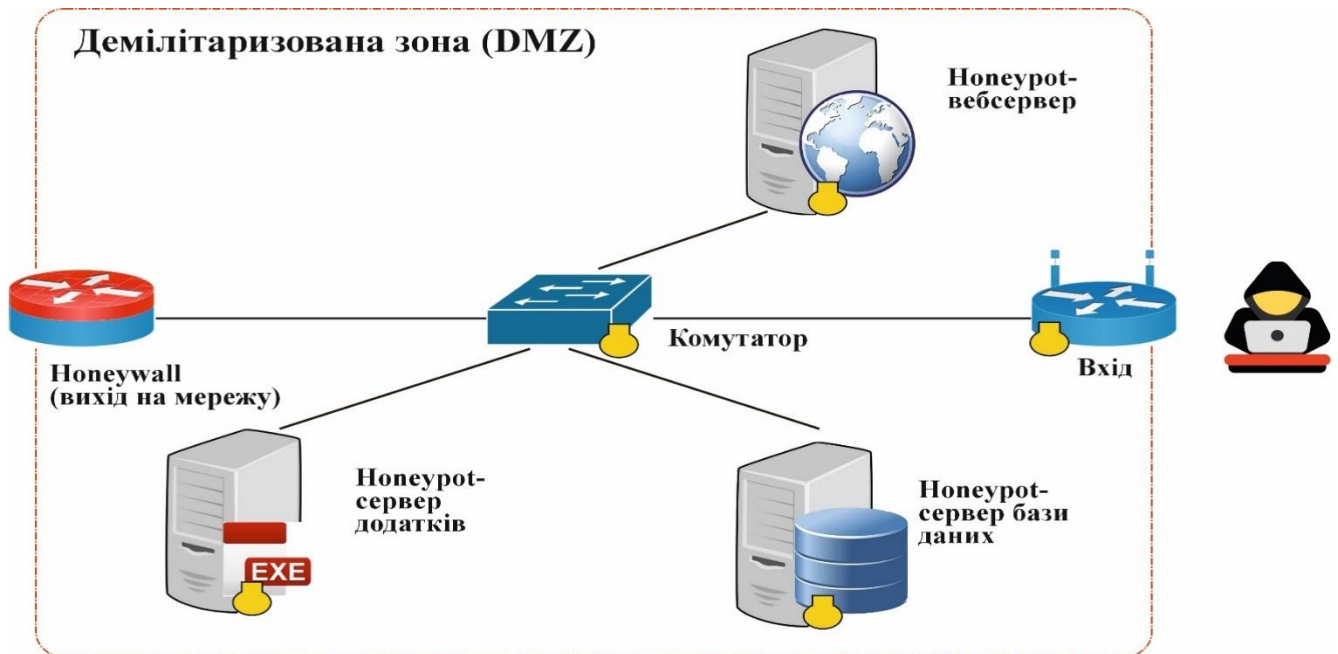 Демілітаризована зона (DMZ)
Honeypot-
вебсервер
Комутатор
Вхід
Honeywall
(вихід на мережу)
Honeypot-
сервер
додатків
EXE
Honeypot-
сервер бази
даних